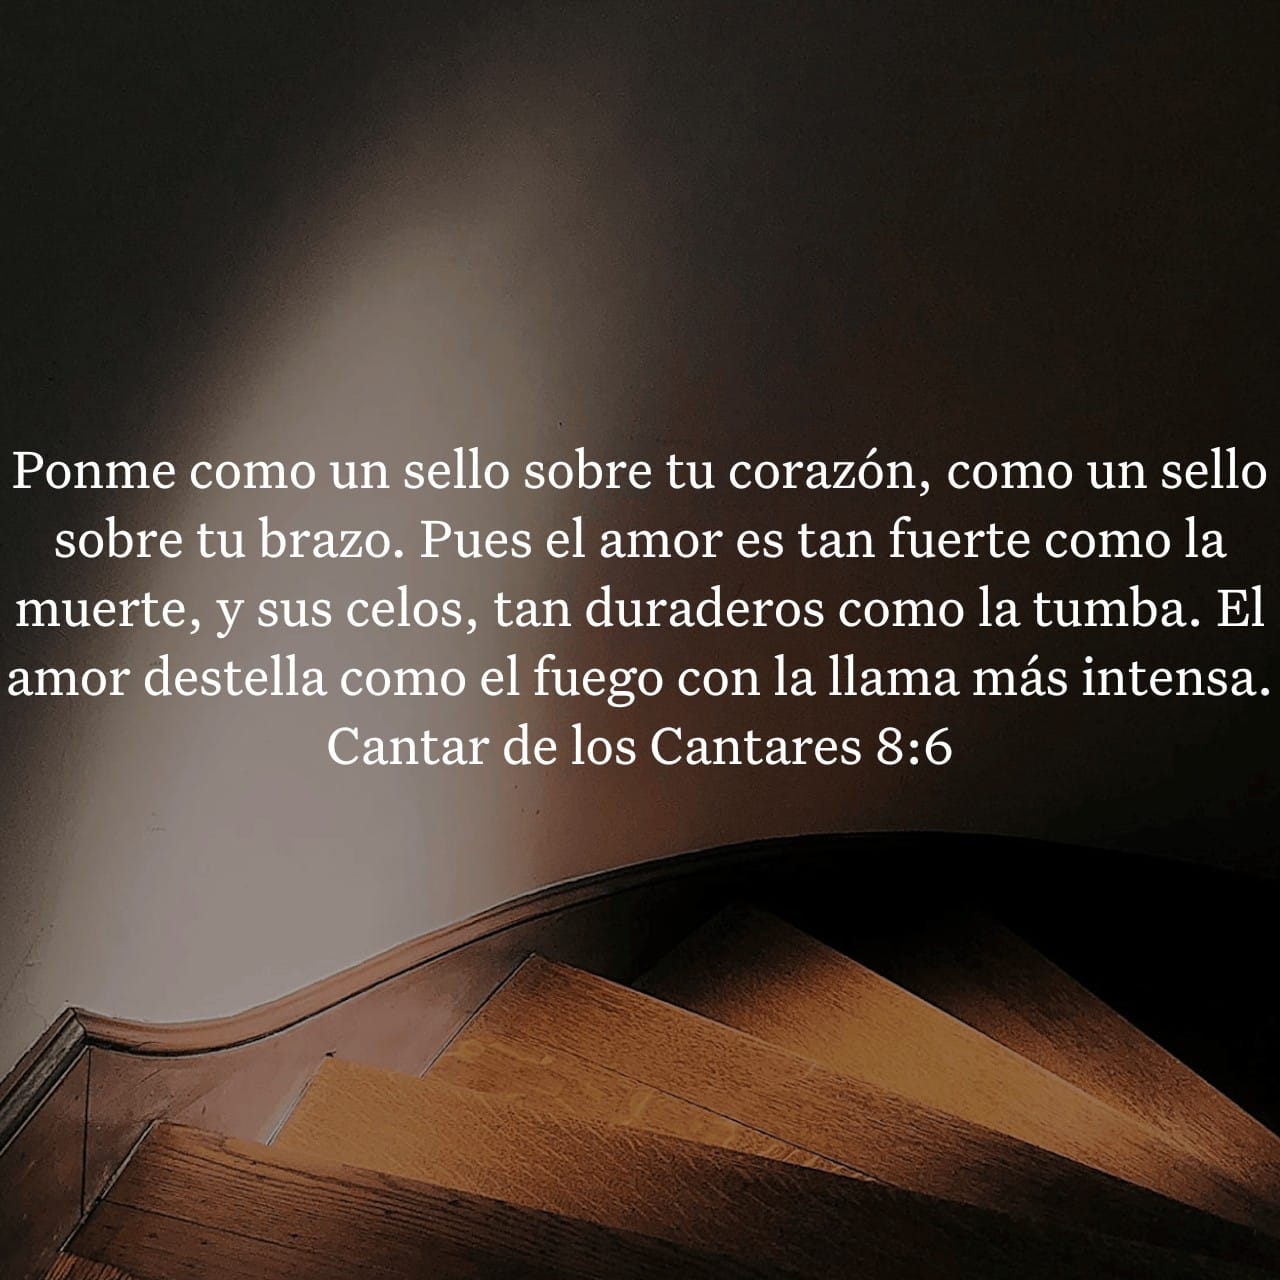 Ponme como un sello sobre tu corazón, como un sello
sobre tu brazo. Pues el amor es tan fuerte como la
muerte, y sus celos, tan duraderos como la tumba. El
amor destella como el fuego con la llama más intensa.
Cantar de los Cantares 8:6